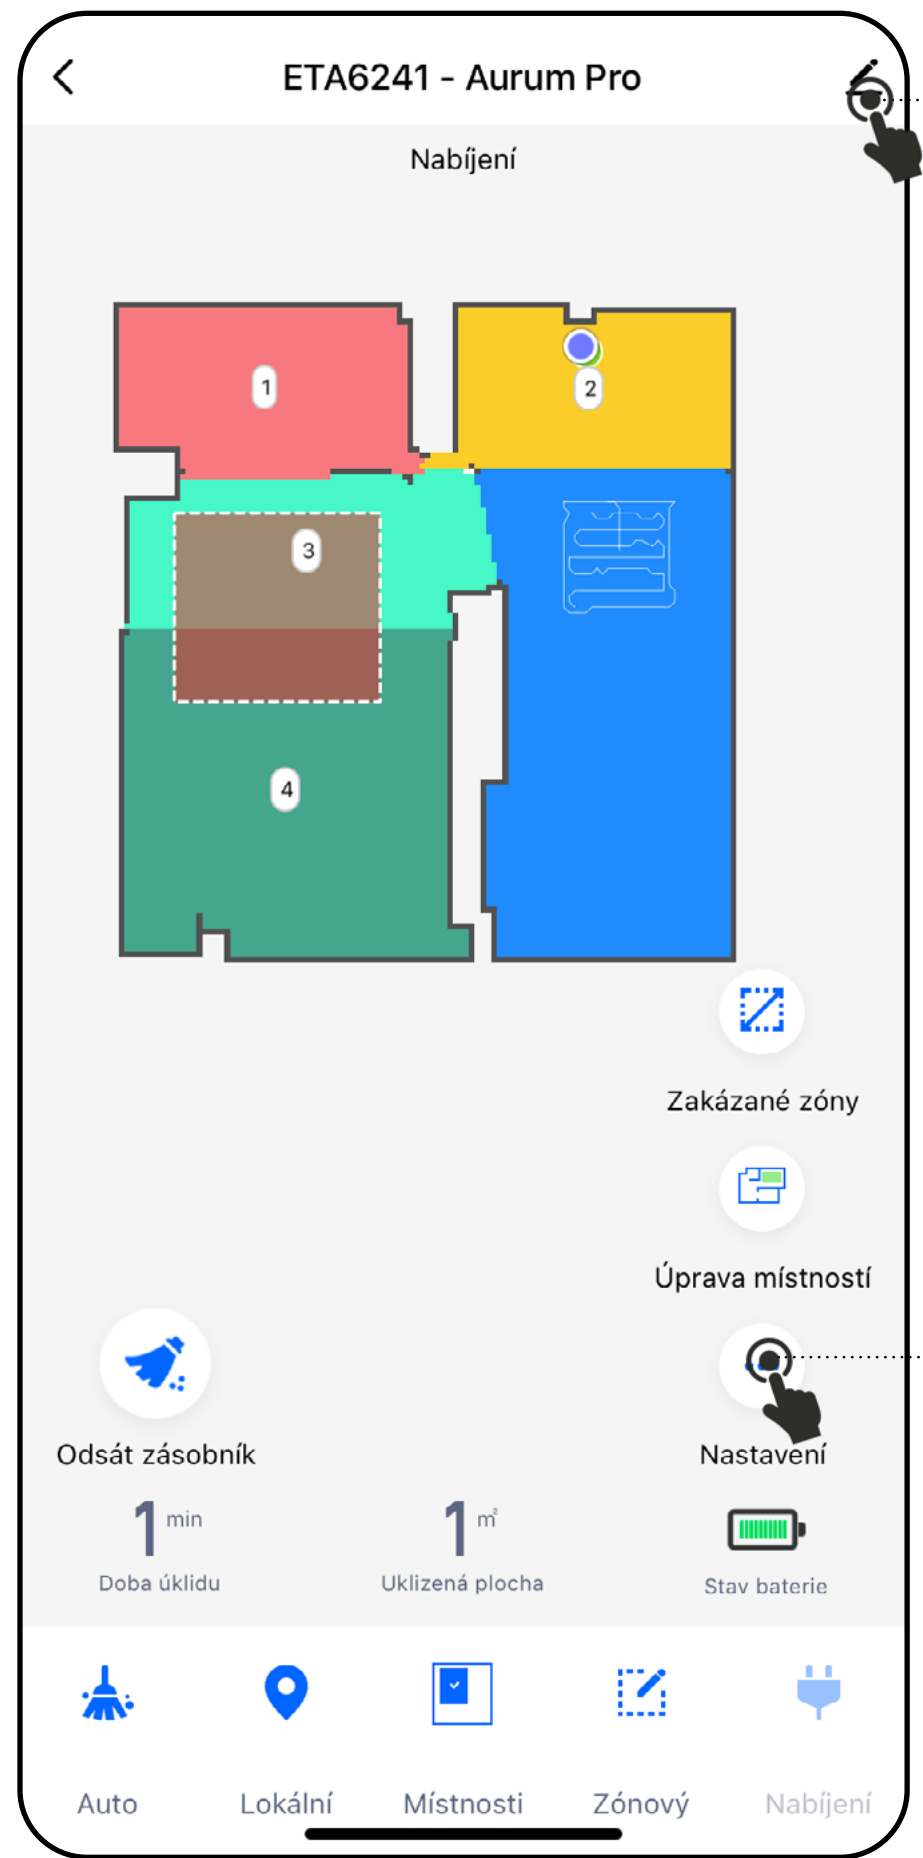 ETA6241 - Aurum Pro
Nabíjení
1
2
3
4
Zakázané zóny
Úprava místností
Odsát zásobník
Nastavení
1 min
1 m²
Doba úklidu
Uklizená plocha
Stav baterie
Auto
Lokální
Místnosti
Zónový
Nabíjení